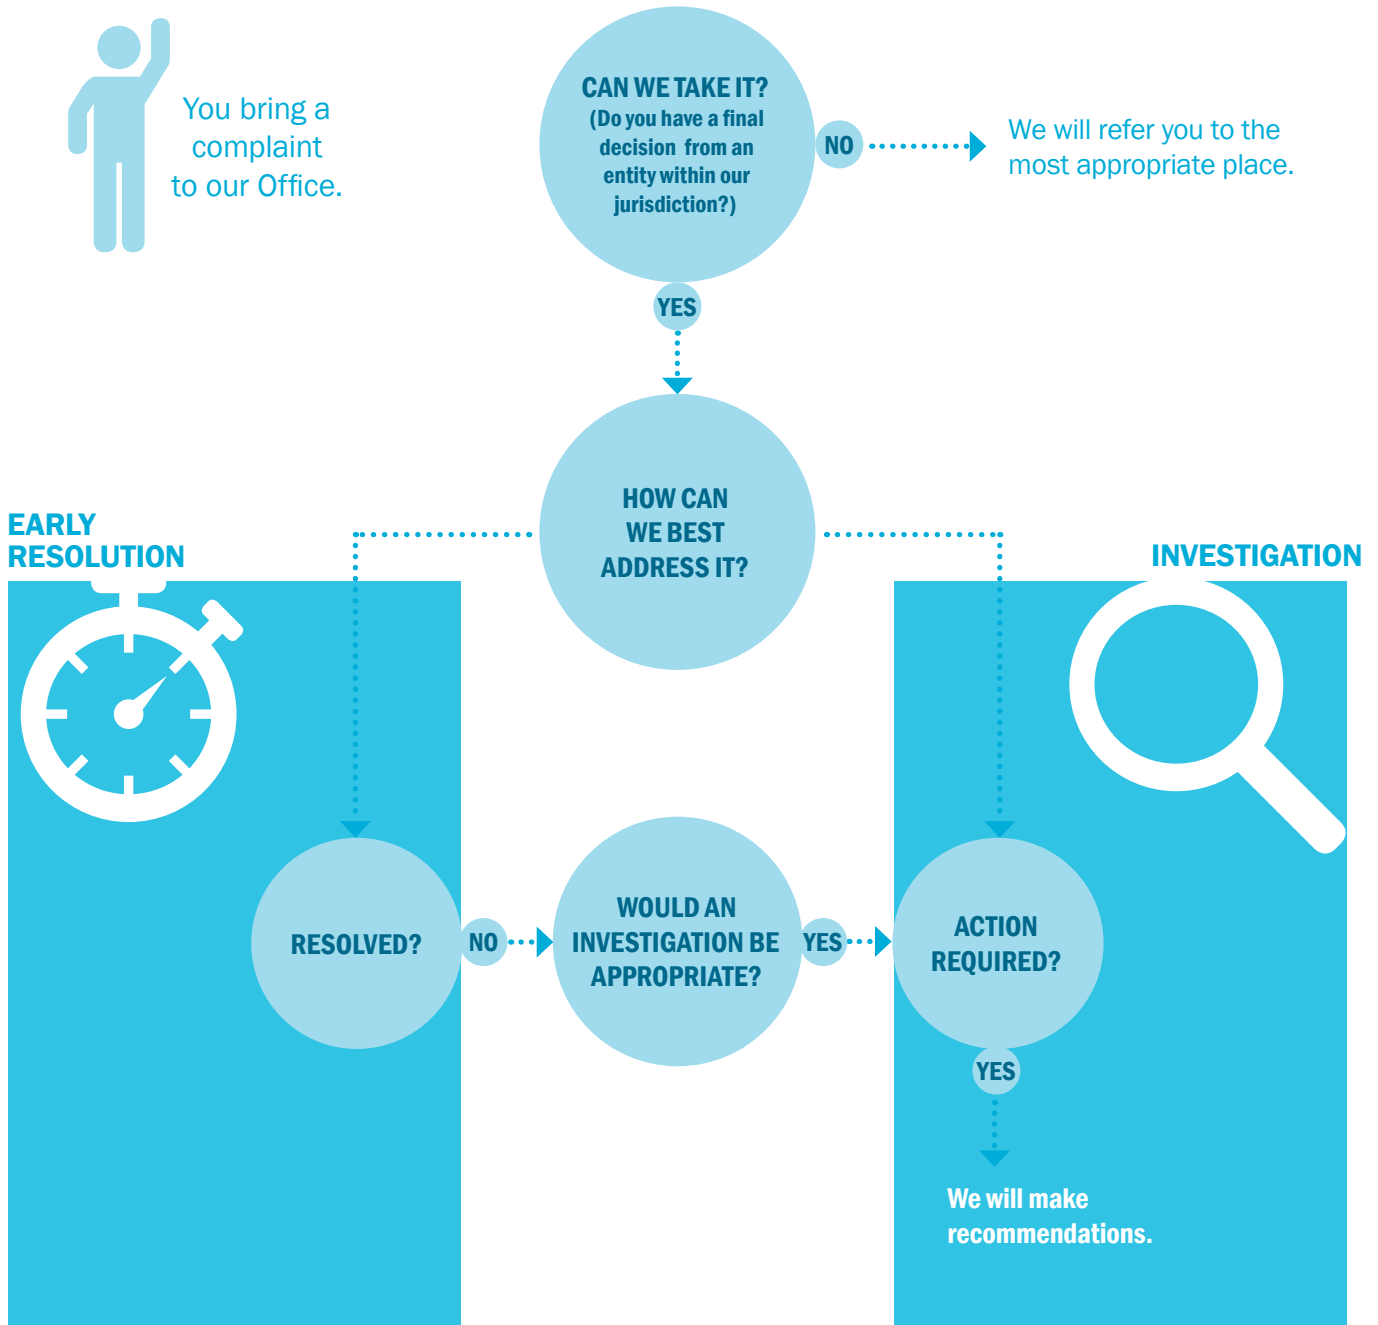 You bring a
complaint
to our Office.
CAN WE TAKE IT?
(Do you have a final
decision from an
entity within our
jurisdiction?)
NO
We will refer you to the
most appropriate place.
YES
HOW CAN
WE BEST
ADDRESS IT?
EARLY
RESOLUTION
INVESTIGATION
RESOLVED?
NO
WOULD AN
INVESTIGATION BE
APPROPRIATE?
YES
ACTION
REQUIRED?
YES
We will make
recommendations.